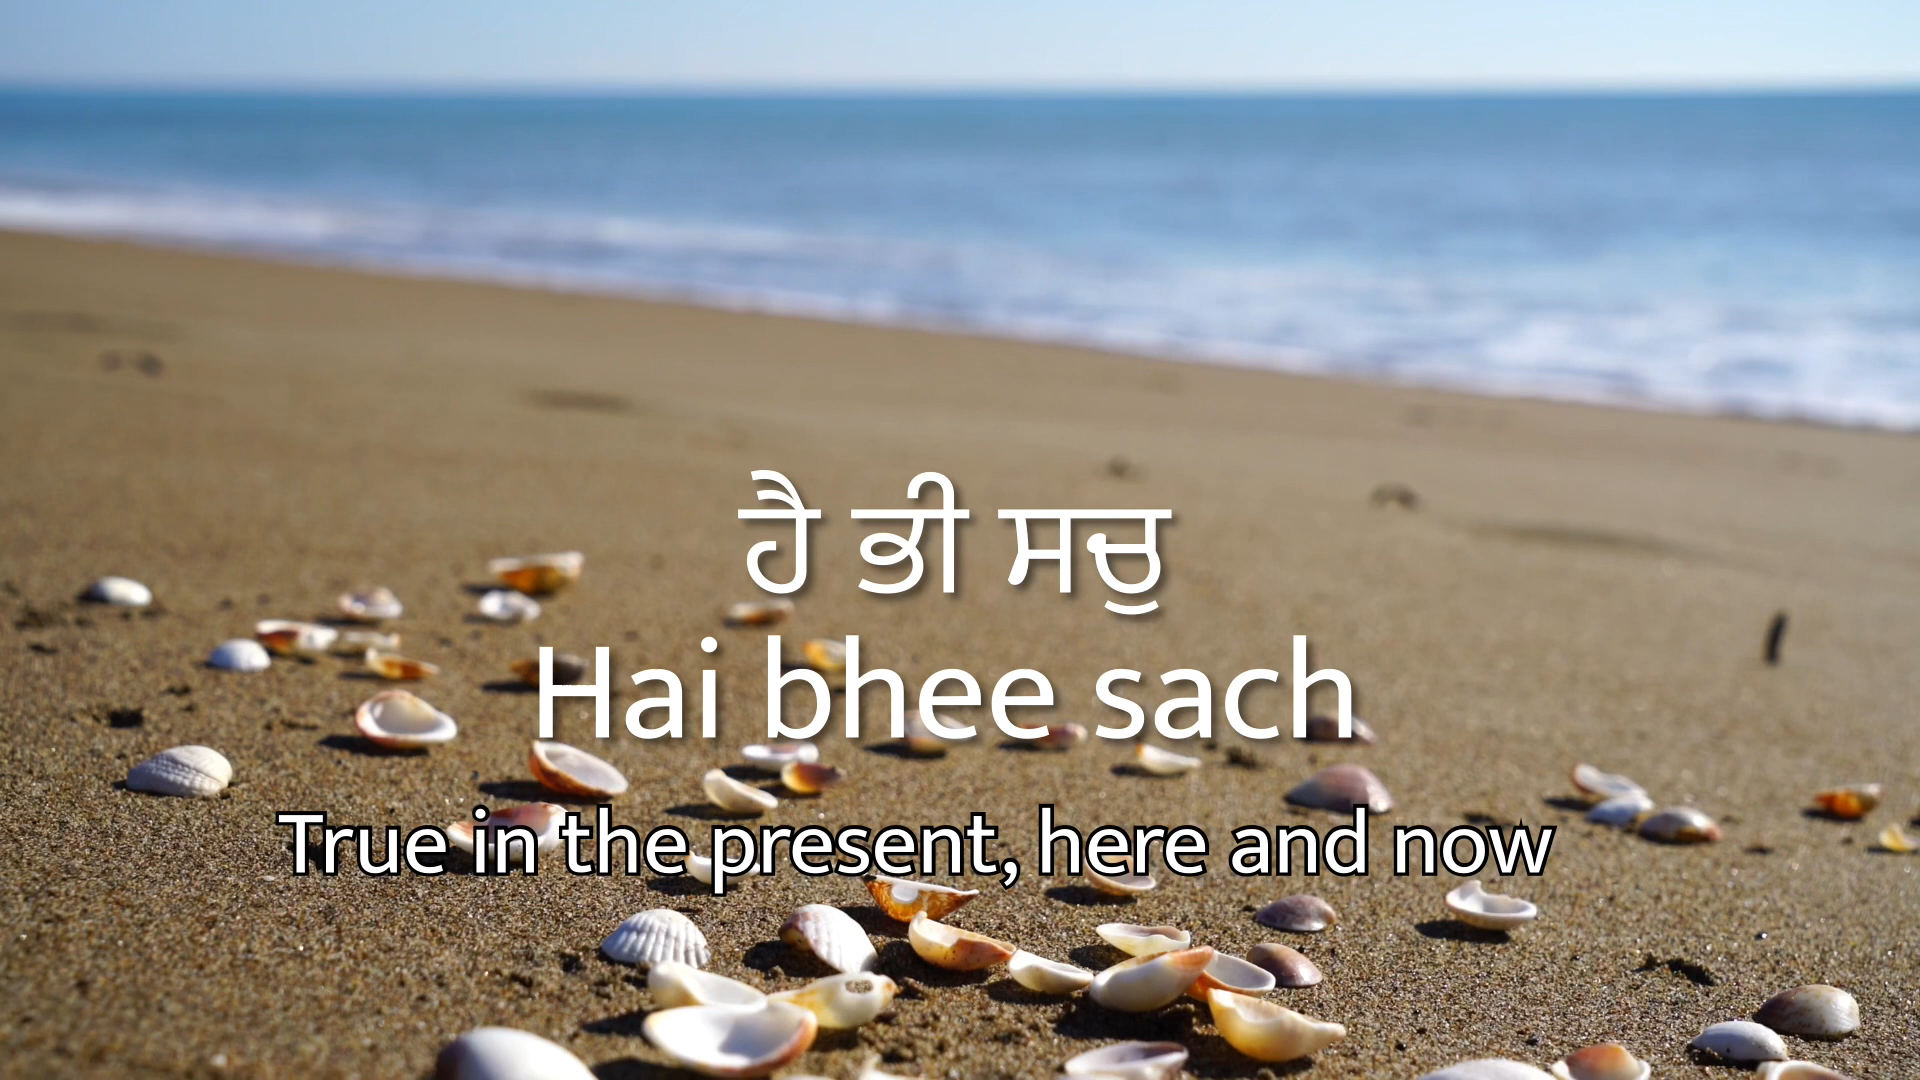 ਹੈ ਭੀ ਸਚੁ
Hai bhee sach
True in the present, here and now